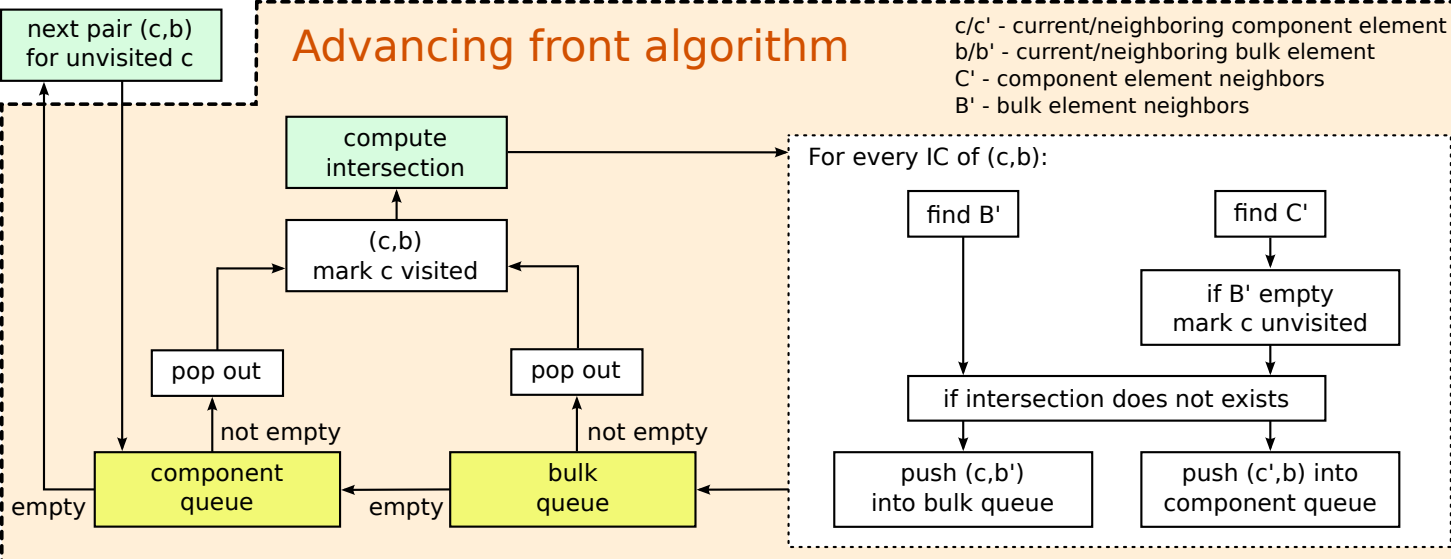 next pair (c,b)
for unvisited c
Advancing front algorithm
c/c' - current/neighboring component element
b/b' - current/neighboring bulk element
C' - component element neighbors
B' - bulk element neighbors
compute
intersection
(c,b)
mark c visited
pop out
pop out
not empty
not empty
component
queue
bulk
queue
empty
empty
For every IC of (c,b):
find B'
find C'
if B' empty
mark c unvisited
if intersection does not exists
push (c,b')
into bulk queue
push (c',b) into
component queue